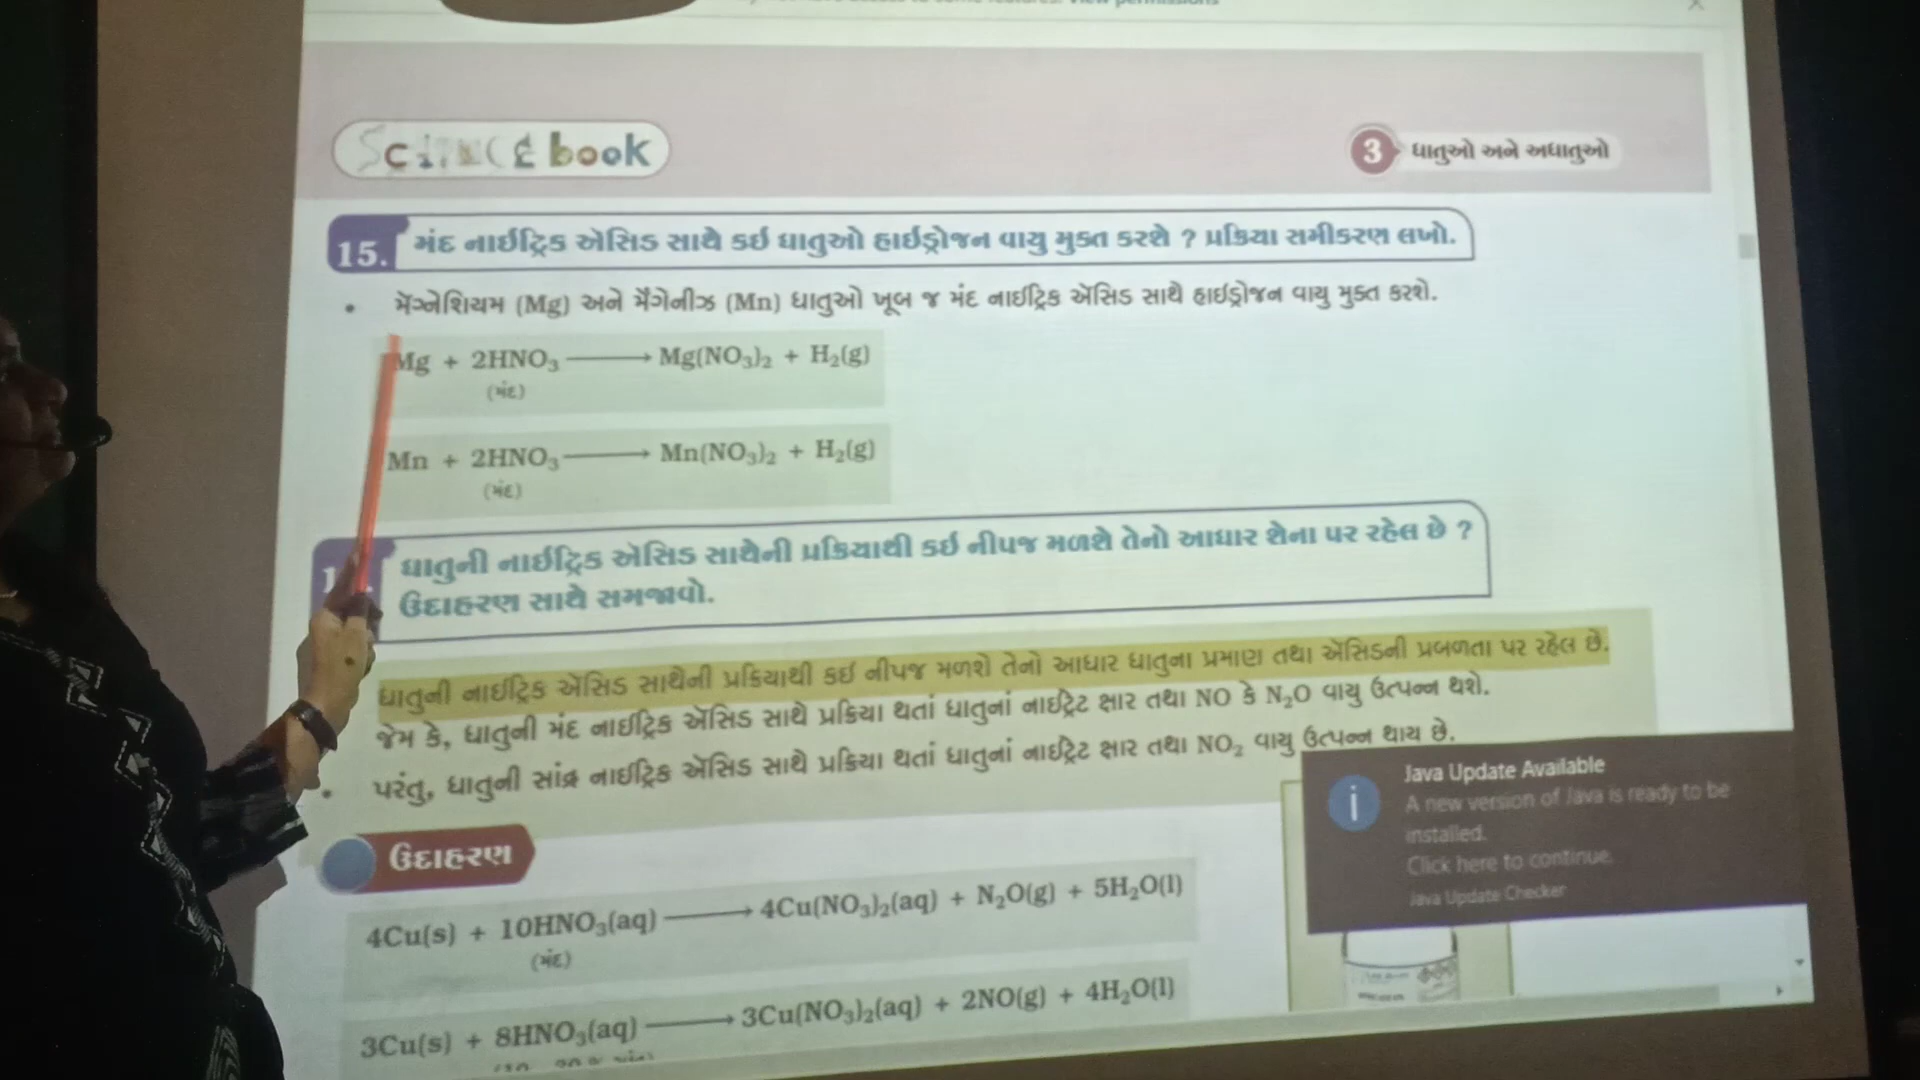 View permissions
SCIENCE book
3 ધાતુઓ અને અધાતુઓ
15. મંદ નાઈટ્રિક ઍસિડ સાથે કઈ ધાતુઓ હાઈડ્રોજન વાયુ મુક્ત કરશે ? પ્રક્રિયા સમીકરણ લખો.
• મૅગ્નેશિયમ (Mg) અને મૅંગેનીઝ (Mn) ધાતુઓ ખૂબ જ મંદ નાઈટ્રિક ઍસિડ સાથે હાઈડ્રોજન વાયુ મુક્ત કરશે.
Mg + 2HNO₃ ⟶ Mg(NO₃)₂ + H₂(g)
(મંદ)
Mn + 2HNO₃ ⟶ Mn(NO₃)₂ + H₂(g)
(મંદ)
ધાતુની નાઈટ્રિક ઍસિડ સાથેની પ્રક્રિયાથી કઈ નીપજ મળશે તેનો આધાર શેના પર રહેલ છે ?
ઉદાહરણ સાથે સમજાવો.
ધાતુની નાઈટ્રિક ઍસિડ સાથેની પ્રક્રિયાથી કઈ નીપજ મળશે તેનો આધાર ધાતુના પ્રમાણ તથા ઍસિડની પ્રબળતા પર રહેલ છે.
જેમ કે, ધાતુની મંદ નાઈટ્રિક ઍસિડ સાથે પ્રક્રિયા થતાં ધાતુનાં નાઈટ્રેટ ક્ષાર તથા NO કે N₂O વાયુ ઉત્પન્ન થશે.
• પરંતુ, ધાતુની સાંદ્ર નાઈટ્રિક ઍસિડ સાથે પ્રક્રિયા થતાં ધાતુનાં નાઈટ્રેટ ક્ષાર તથા NO₂ વાયુ ઉત્પન્ન થાય છે.
Java Update Available
A new version of Java is ready to be
installed.
Click here to continue.
Java Update Checker
ઉદાહરણ
4Cu(s) + 10HNO₃(aq) ⟶ 4Cu(NO₃)₂(aq) + N₂O(g) + 5H₂O(l)
(મંદ)
3Cu(s) + 8HNO₃(aq) ⟶ 3Cu(NO₃)₂(aq) + 2NO(g) + 4H₂O(l)